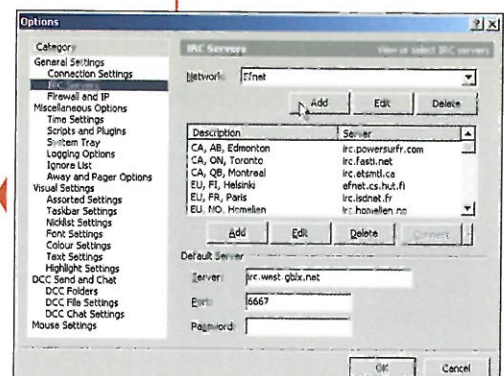 Options
Category
General Settings
Connection Settings
IRC Servers
Firewall and IP
Miscellaneous Options
Time Settings
Scripts and Plugins
System Tray
Logging Options
Ignore List
Away and Pager Options
Visual Settings
Assorted Settings
Taskbar Settings
Nicklist Settings
Font Settings
Colour Settings
Text Settings
Highlight Settings
DCC Send and Chat
DCC Folders
DCC File Settings
DCC Chat Settings
Mouse Settings
IRC Servers View or select IRC servers
Network: Efnet
Add Edit Delete
Description Server
CA, AB, Edmonton irc.powersurfr.com
CA, ON, Toronto irc.fasti.net
CA, QB, Montreal irc.etsmtl.ca
EU, FI, Helsinki efnet.cs.hut.fi
EU, FR, Paris irc.isdnet.fr
EU, NO, Homelien irc.homelien.no
Add Edit Delete Connect
Default Server
Server: irc.west.gblx.net
Port: 6667
Password:
OK Cancel